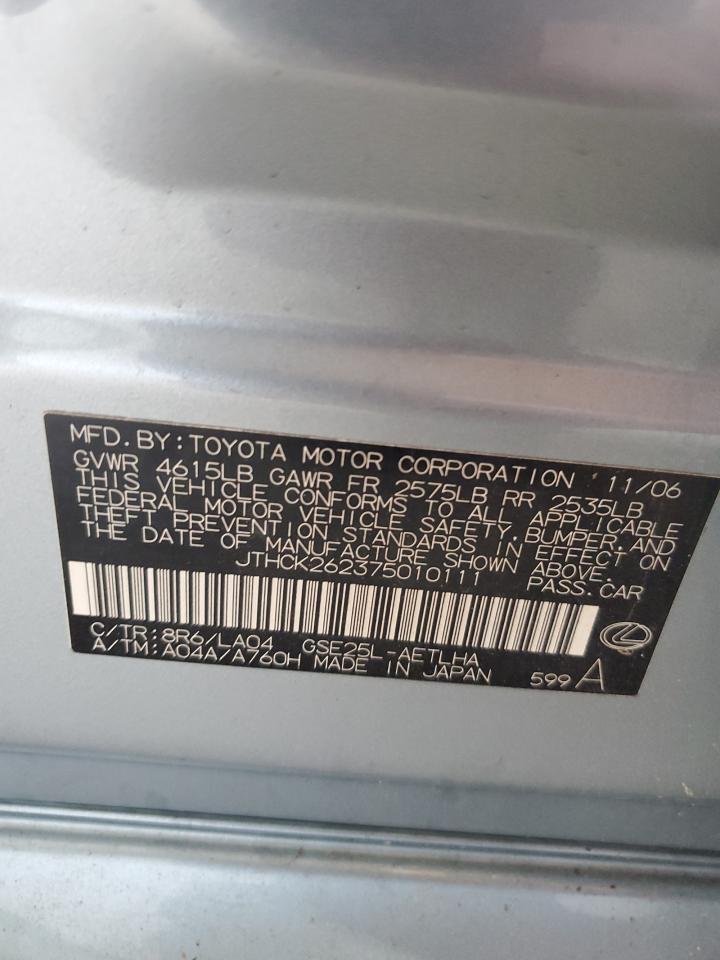 MFD.BY:TOYOTA MOTOR CORPORATION 11/06
GVWR 4615LB GAWR FR 2575LB RR 2535LB
THIS VEHICLE CONFORMS TO ALL APPLICABLE
FEDERAL MOTOR VEHICLE SAFETY,BUMPER,AND
THEFT PREVENTION STANDARDS IN EFFECT ON
THE DATE OF MANUFACTURE SHOWN ABOVE.
JTHCK262375010111 PASS.CAR
C/TR:8R6/LA04 GSE25L-AETLHA
A/TM:A04A/A760H MADE IN JAPAN 599 A